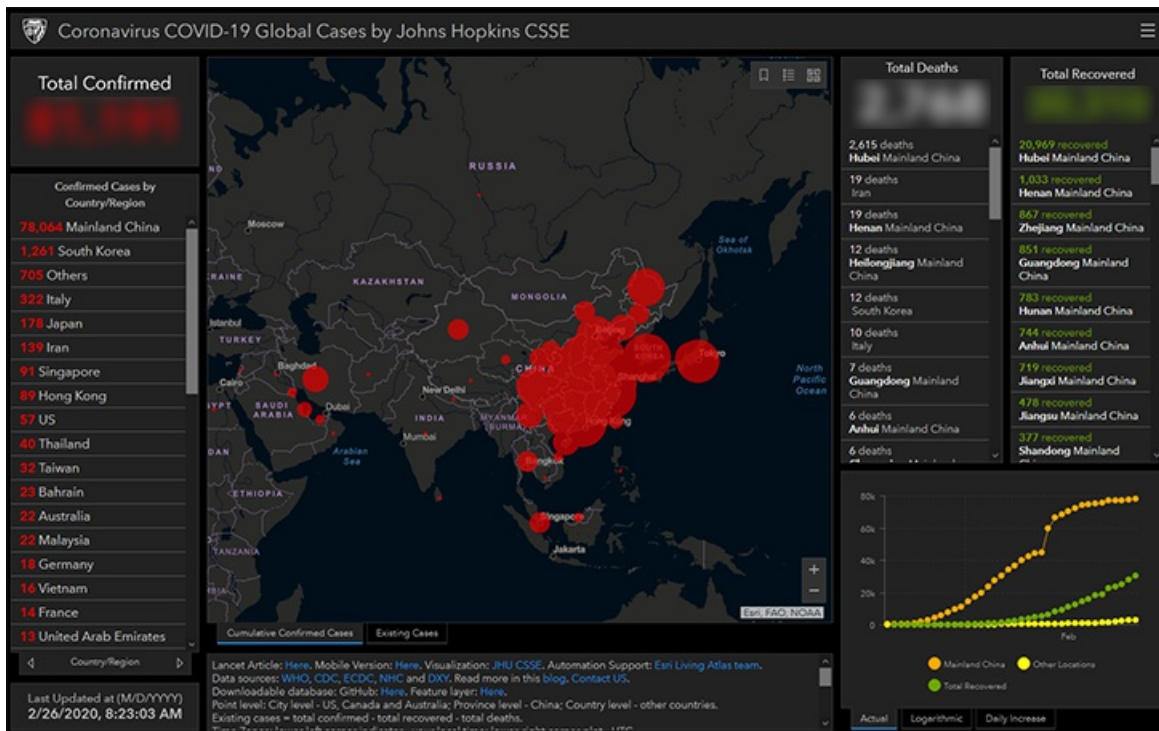 Coronavirus COVID-19 Global Cases by Johns Hopkins CSSE
Total Confirmed
Confirmed Cases by
Country/Region
78,064 Mainland China
1,261 South Korea
705 Others
322 Italy
178 Japan
139 Iran
91 Singapore
89 Hong Kong
57 US
40 Thailand
32 Taiwan
23 Bahrain
22 Australia
22 Malaysia
18 Germany
16 Vietnam
14 France
13 United Arab Emirates
Country/Region
Last Updated at (M/D/YYYY)
2/26/2020, 8:23:03 AM
RUSSIA
Moscow
Sea of
Okhotsk
KAZAKHSTAN
MONGOLIA
Istanbul
TURKEY
Beijing
SOUTH
KOREA
Tokyo
Baghdad
CHINA
Shanghai
Cairo
New Delhi
North
Pacific
Ocean
SAUDI
ARABIA
Dubai
INDIA
MYANMAR
BURMA
Hong Kong
Mumbai
Arabian
Sea
Bangkok
ETHIOPIA
Singapore
Jakarta
TANZANIA
Esri, FAO, NOAA
Cumulative Confirmed Cases
Existing Cases
Lancet Article: Here. Mobile Version: Here. Visualization: JHU CSSE. Automation Support: Esri Living Atlas team.
Data sources: WHO, CDC, ECDC, NHC and DXY. Read more in this blog. Contact US.
Downloadable database: GitHub: Here. Feature layer: Here.
Point level: City level - US, Canada and Australia; Province level - China; Country level - other countries.
Existing cases = total confirmed - total recovered - total deaths.
Total Deaths
2,768
2,615 deaths
Hubei Mainland China
19 deaths
Iran
19 deaths
Henan Mainland China
12 deaths
Heilongjiang Mainland
China
12 deaths
South Korea
10 deaths
Italy
7 deaths
Guangdong Mainland
China
6 deaths
Anhui Mainland China
6 deaths
Total Recovered
20,969 recovered
Hubei Mainland China
1,033 recovered
Henan Mainland China
867 recovered
Zhejiang Mainland China
851 recovered
Guangdong Mainland
China
783 recovered
Hunan Mainland China
744 recovered
Anhui Mainland China
719 recovered
Jiangxi Mainland China
478 recovered
Jiangsu Mainland China
377 recovered
Shandong Mainland
80k
60k
40k
20k
0
Feb
Mainland China
Other Locations
Total Recovered
Actual
Logarithmic
Daily Increase